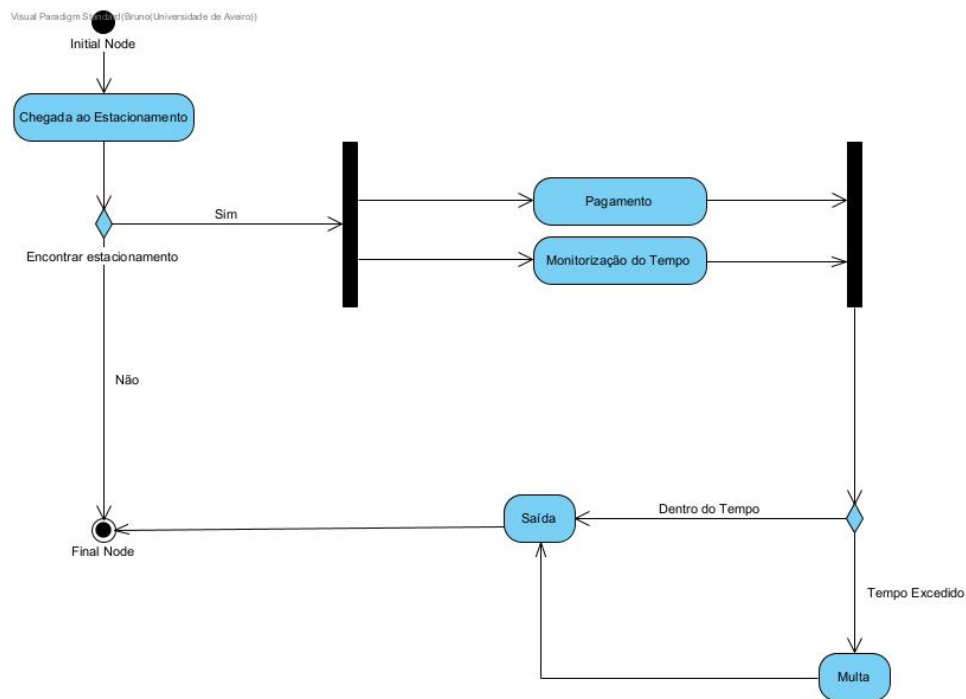 Visual Paradigm Standard(Bruno(Universidade de Aveiro))
Initial Node
Chegada ao Estacionamento
Sim
Encontrar estacionamento
Pagamento
Monitorização do Tempo
Não
Saída
Dentro do Tempo
Final Node
Tempo Excedido
Multa